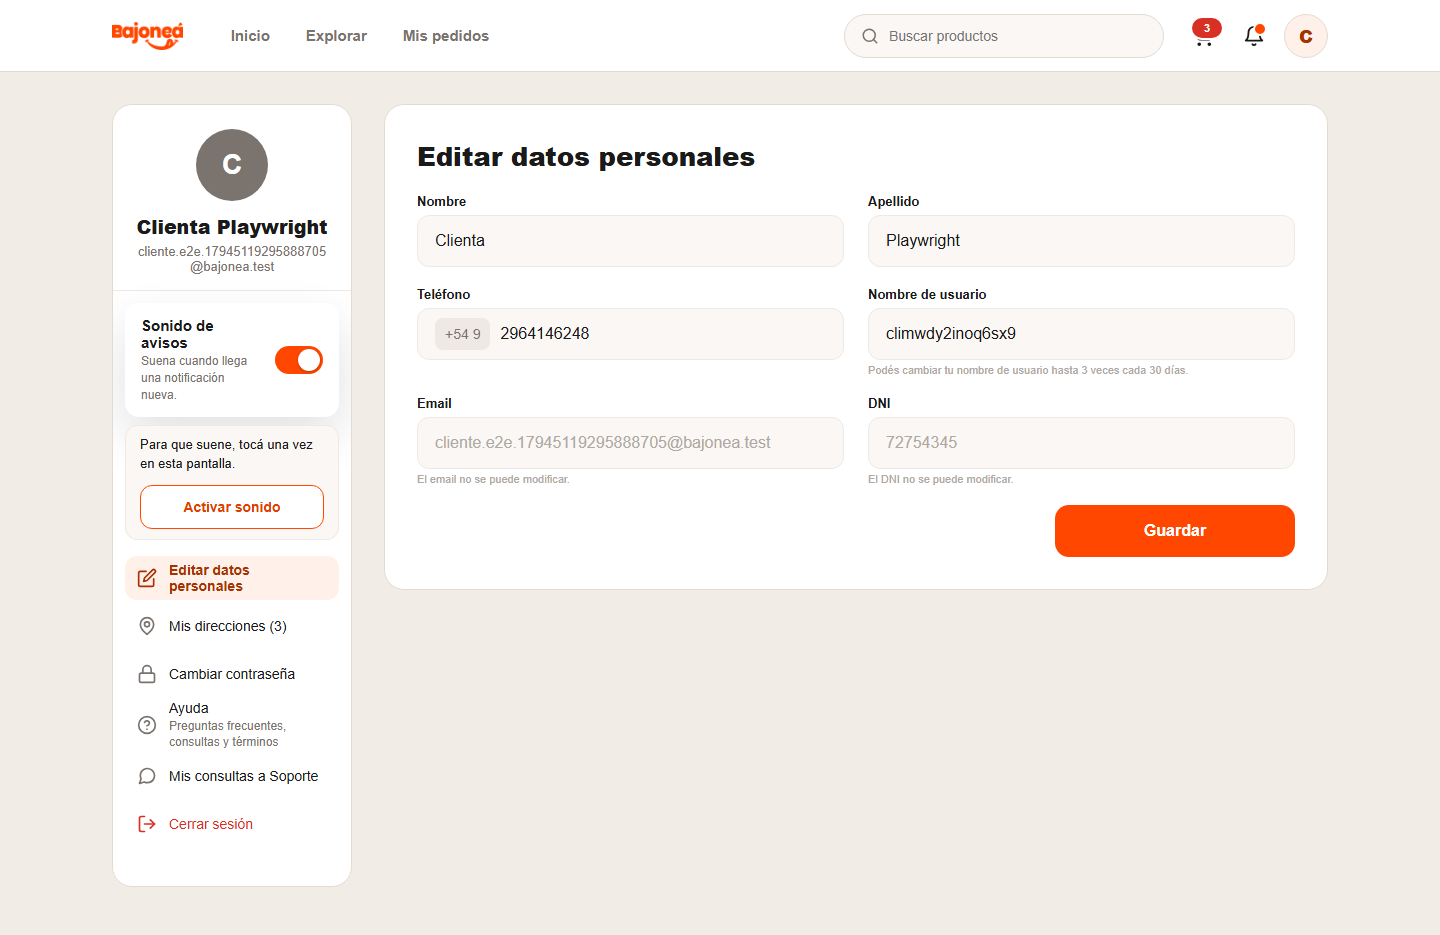 Bajoneá
Inicio
Explorar
Mis pedidos
Buscar productos
3
C
C
Clienta Playwright
cliente.e2e.17945119295888705
@bajonea.test
Sonido de
avisos
Suena cuando llega
una notificación
nueva.
Para que suene, tocá una vez
en esta pantalla.
Activar sonido
Editar datos
personales
Mis direcciones (3)
Cambiar contraseña
Ayuda
Preguntas frecuentes,
consultas y términos
Mis consultas a Soporte
Cerrar sesión
Editar datos personales
Nombre
Clienta
Apellido
Playwright
Teléfono
+54 9 2964146248
Nombre de usuario
climwdy2inoq6sx9
Podés cambiar tu nombre de usuario hasta 3 veces cada 30 días.
Email
cliente.e2e.17945119295888705@bajonea.test
El email no se puede modificar.
DNI
72754345
El DNI no se puede modificar.
Guardar